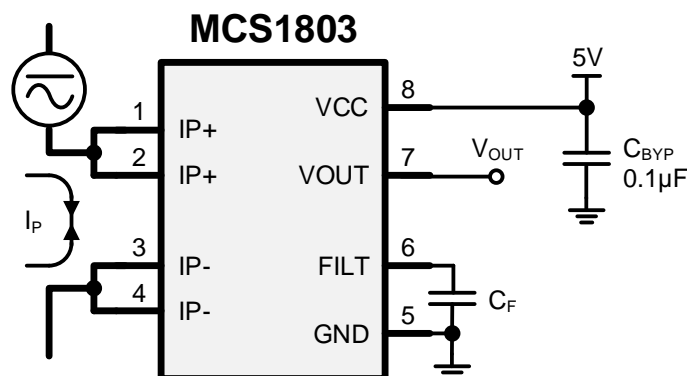 MCS1803
5V
1 IP+ VCC 8
2 IP+ VOUT 7 VOUT
CBYP
0.1µF
IP
3 IP- FILT 6
4 IP- CF
GND 5